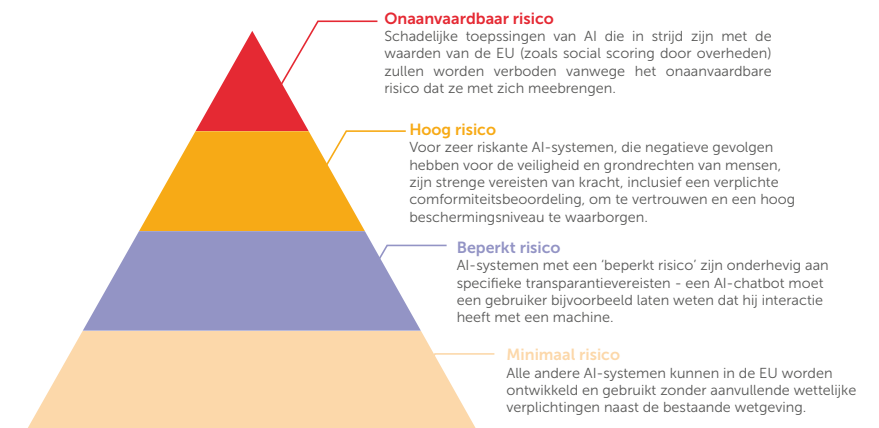 Onaanvaardbaar risico
Schadelijke toepssingen van AI die in strijd zijn met de
waarden van de EU (zoals social scoring door overheden)
zullen worden verboden vanwege het onaanvaardbare
risico dat ze met zich meebrengen.
Hoog risico
Voor zeer riskante AI-systemen, die negatieve gevolgen
hebben voor de veiligheid en grondrechten van mensen,
zijn strenge vereisten van kracht, inclusief een verplichte
comformiteitsbeoordeling, om te vertrouwen en een hoog
beschermingsniveau te waarborgen.
Beperkt risico
AI-systemen met een ‘beperkt risico’ zijn onderhevig aan
specifieke transparantievereisten - een AI-chatbot moet
een gebruiker bijvoorbeeld laten weten dat hij interactie
heeft met een machine.
Minimaal risico
Alle andere AI-systemen kunnen in de EU worden
ontwikkeld en gebruikt zonder aanvullende wettelijke
verplichtingen naast de bestaande wetgeving.